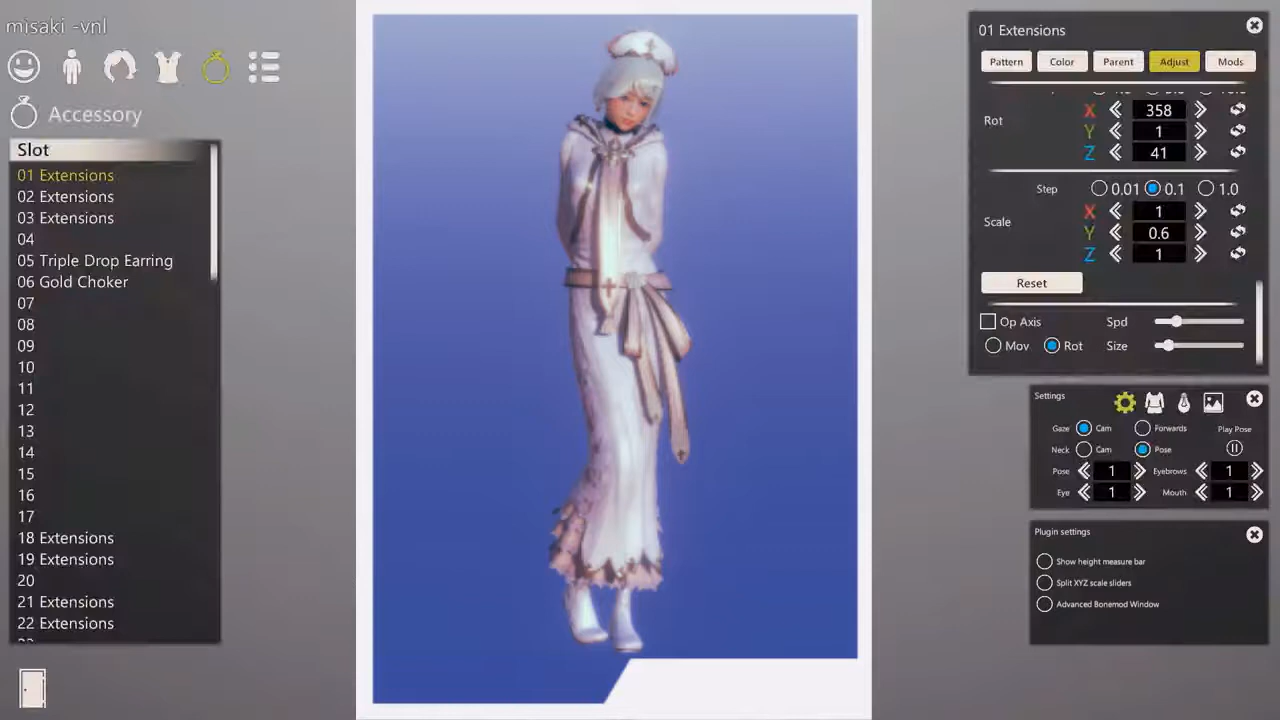 misaki -vnl
Accessory
Slot
01 Extensions
02 Extensions
03 Extensions
04
05 Triple Drop Earring
06 Gold Choker
07
08
09
10
11
12
13
14
15
16
17
18 Extensions
19 Extensions
20
21 Extensions
22 Extensions
01 Extensions
Pattern Color Parent Adjust Mods
Rot X 358
Y 1
Z 41
Step 0.01 0.1 1.0
Scale X 1
Y 0.6
Z 1
Reset
Op Axis Spd
Mov Rot Size
Settings
Gaze Cam Forwards Play Pose
Neck Cam Pose
Pose 1 Eyebrows 1
Eye 1 Mouth 1
Plugin settings
Show height measure bar
Split XYZ scale sliders
Advanced Bonemod Window